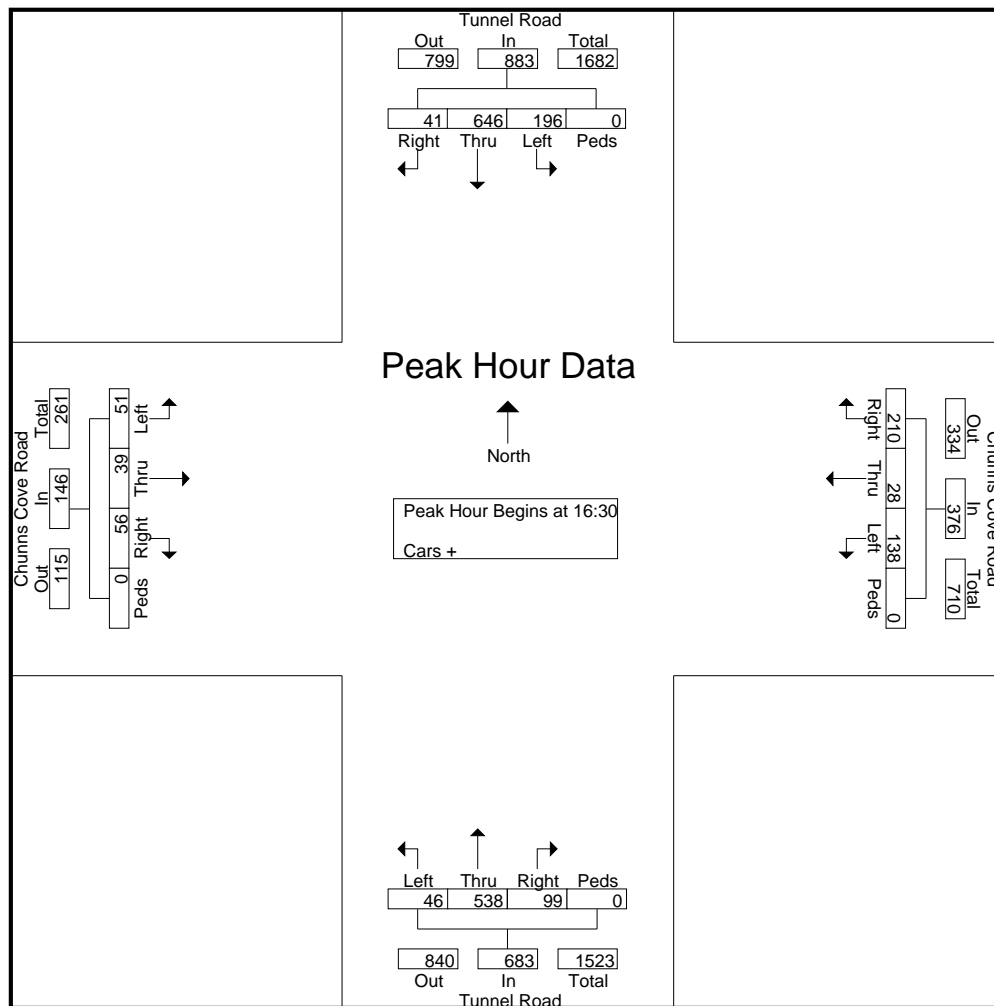 Tunnel Road
Out In Total
799 883 1682
41 646 196 0
Right Thru Left Peds
Peak Hour Data
North
Peak Hour Begins at 16:30
Cars +
Chunns Cove Road
Out In Total
115 146 261
51 39 56 0
Left Thru Right Peds
Chunns Cove Road
Out In Total
334 376 710
210 28 138 0
Right Thru Left Peds
Left Thru Right Peds
46 538 99 0
840 683 1523
Out In Total
Tunnel Road